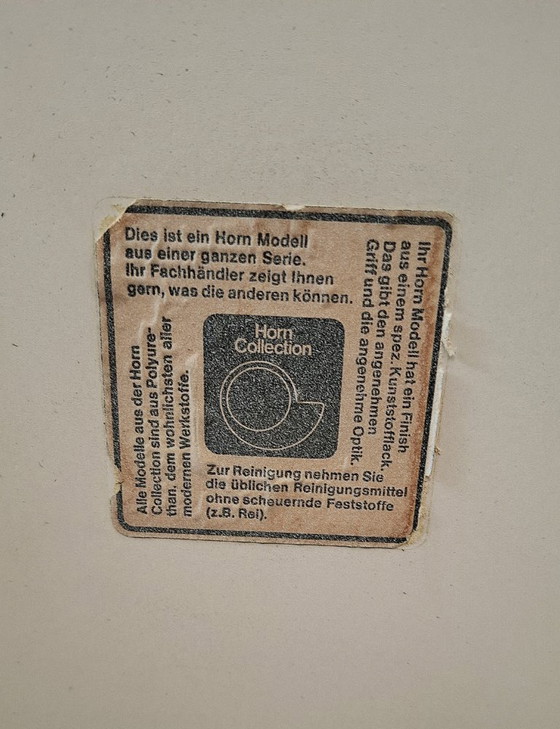 Dies ist ein Horn Modell
aus einer ganzen Serie.
Ihr Fachhändler zeigt Ihnen
gern, was die anderen können.
Ihr Horn Modell hat ein Finish
aus einem spez. Kunststofflack.
Das gibt den angenehmen
Griff und die angenehme Optik.
Horn
Collection
Zur Reinigung nehmen Sie
die üblichen Reinigungsmittel
ohne scheuernde Feststoffe
(z.B. Rei).
Alle Modelle aus der Horn
Collection sind aus Polyure-
than, dem wohnlichsten aller
modernen Werkstoffe.